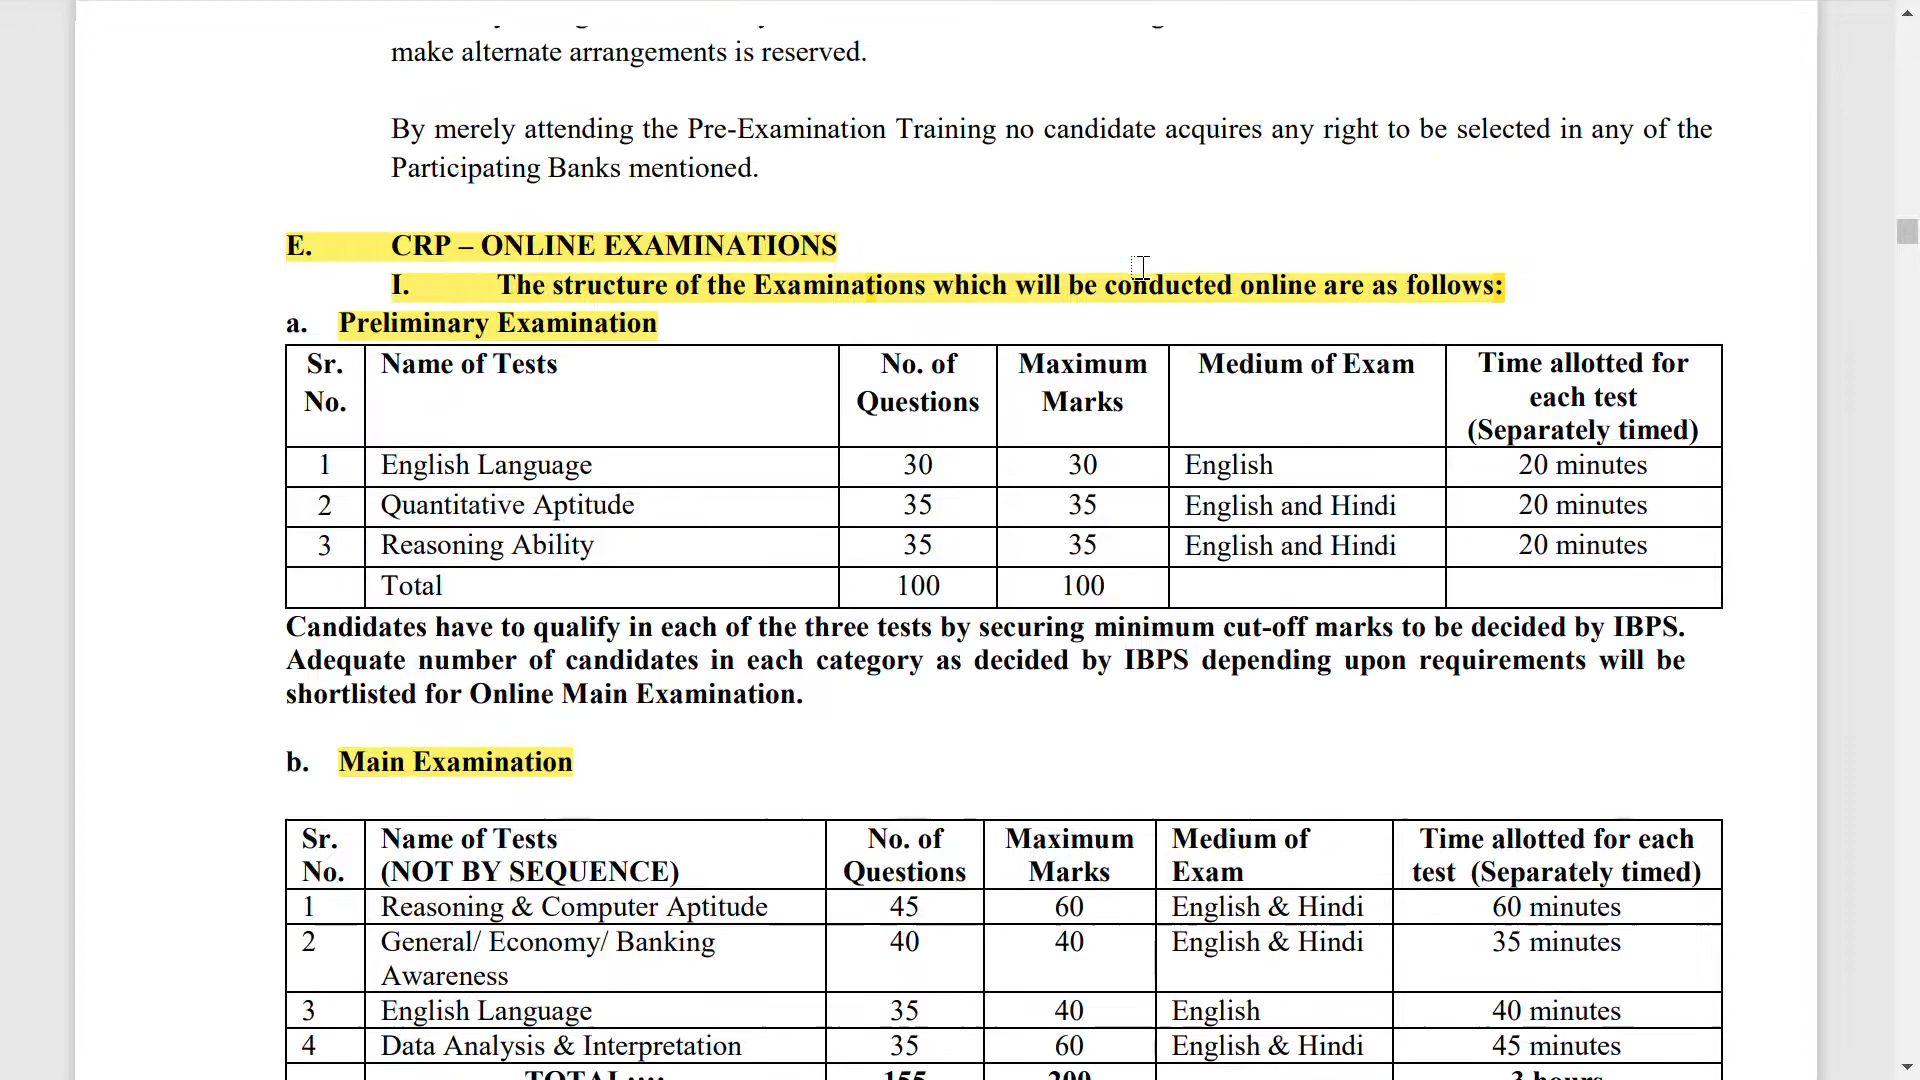 make alternate arrangements is reserved.
By merely attending the Pre-Examination Training no candidate acquires any right to be selected in any of the
Participating Banks mentioned.
E. CRP – ONLINE EXAMINATIONS
I. The structure of the Examinations which will be conducted online are as follows:
a. Preliminary Examination
Sr. No. Name of Tests No. of Questions Maximum Marks Medium of Exam Time allotted for each test (Separately timed)
1 English Language 30 30 English 20 minutes
2 Quantitative Aptitude 35 35 English and Hindi 20 minutes
3 Reasoning Ability 35 35 English and Hindi 20 minutes
Total 100 100
Candidates have to qualify in each of the three tests by securing minimum cut-off marks to be decided by IBPS.
Adequate number of candidates in each category as decided by IBPS depending upon requirements will be
shortlisted for Online Main Examination.
b. Main Examination
Sr. No. Name of Tests (NOT BY SEQUENCE) No. of Questions Maximum Marks Medium of Exam Time allotted for each test (Separately timed)
1 Reasoning & Computer Aptitude 45 60 English & Hindi 60 minutes
2 General/ Economy/ Banking Awareness 40 40 English & Hindi 35 minutes
3 English Language 35 40 English 40 minutes
4 Data Analysis & Interpretation 35 60 English & Hindi 45 minutes
TOTAL 155 200 3 hours